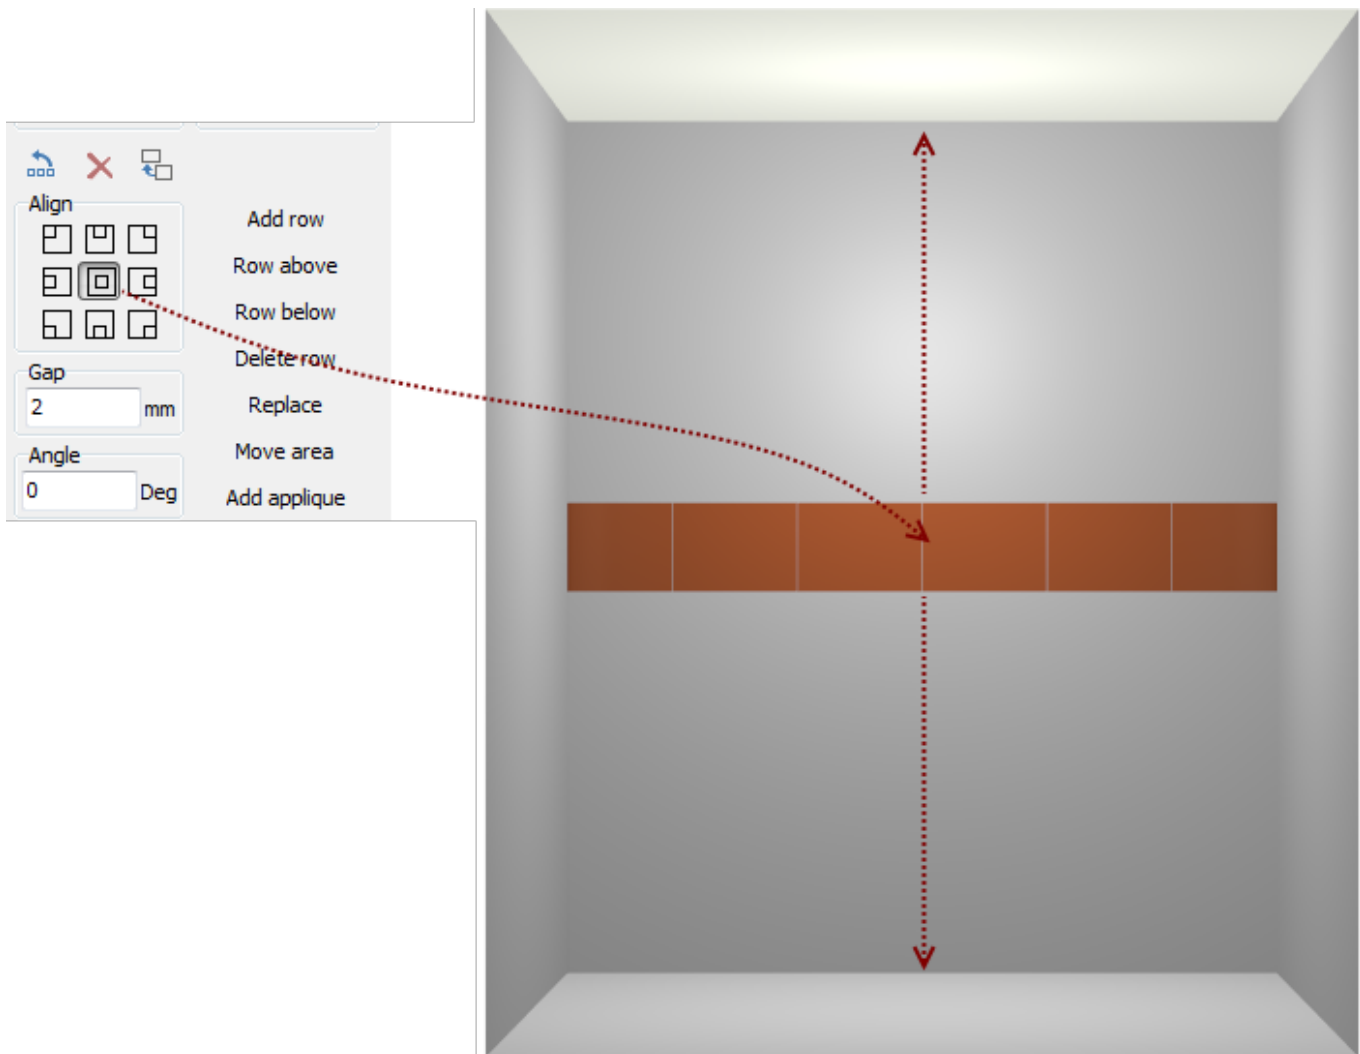 Align
Add row
Row above
Row below
Delete row
Gap
2 mm
Replace
Move area
Angle
0 Deg
Add applique